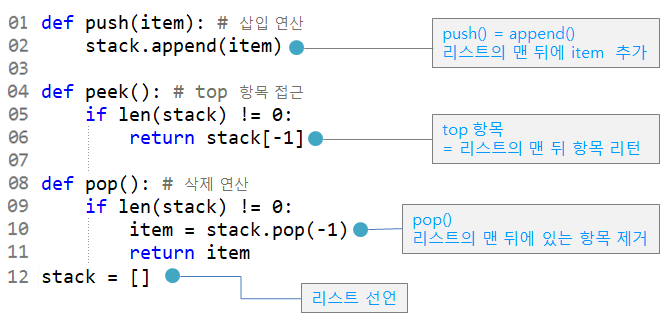 01 def push(item): # 삽입 연산
02     stack.append(item)
push() = append()
리스트의 맨 뒤에 item 추가
03
04 def peek(): # top 항목 접근
05     if len(stack) != 0:
06         return stack[-1]
top 항목
= 리스트의 맨 뒤 항목 리턴
07
08 def pop(): # 삭제 연산
09     if len(stack) != 0:
10         item = stack.pop(-1)
pop()
리스트의 맨 뒤에 있는 항목 제거
11         return item
12 stack = []
리스트 선언